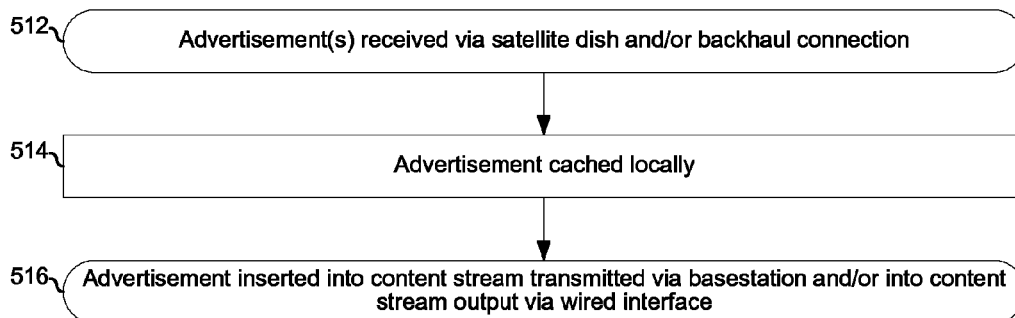 512
Advertisement(s) received via satellite dish and/or backhaul connection
514
Advertisement cached locally
516
Advertisement inserted into content stream transmitted via basestation and/or into content
stream output via wired interface